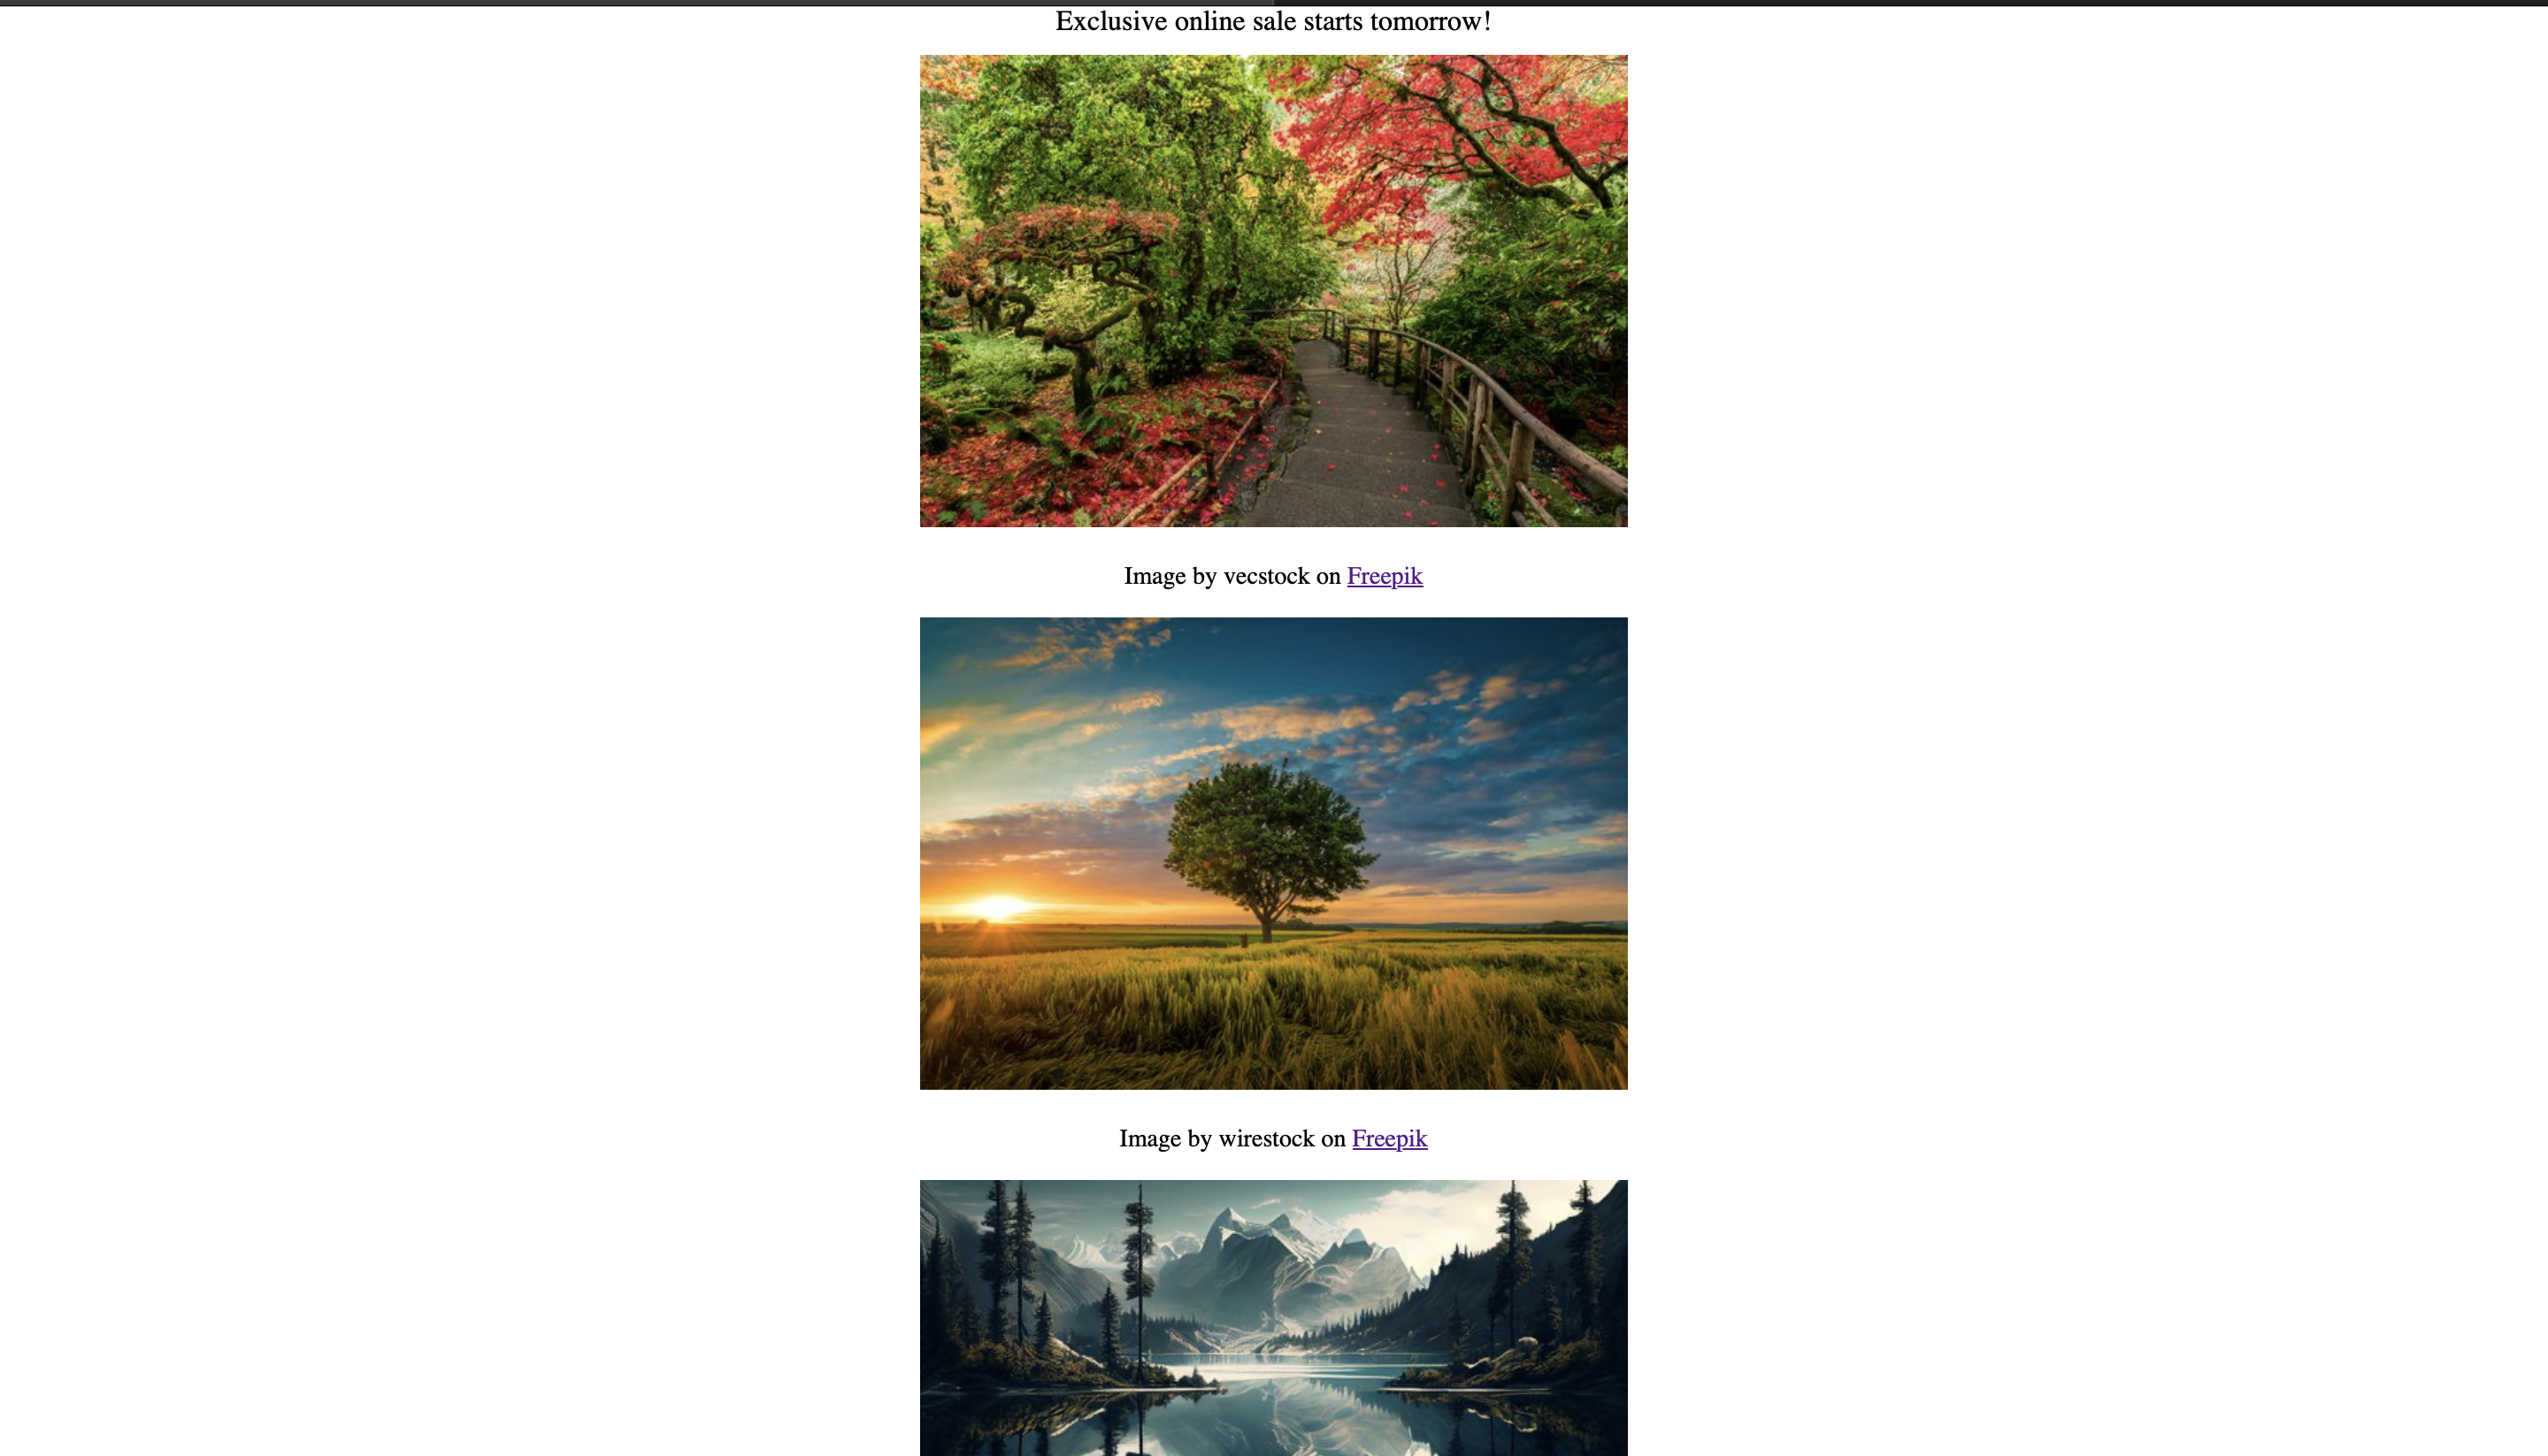 Exclusive online sale starts tomorrow!
Image by vecstock on Freepik
Image by wirestock on Freepik